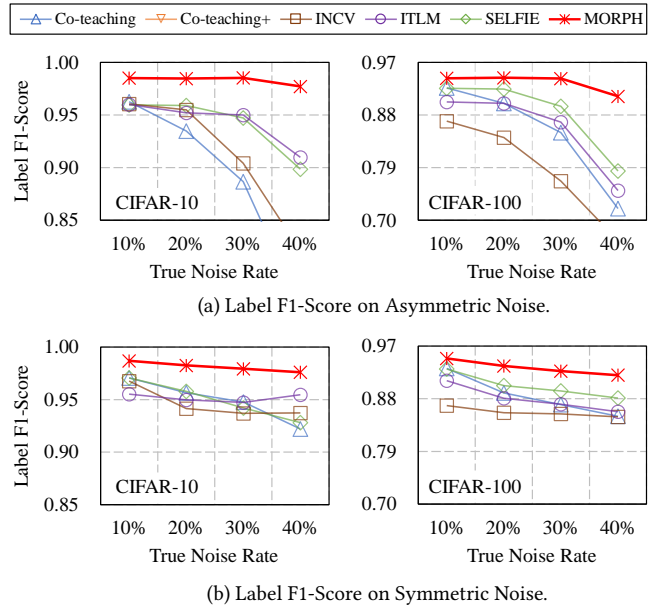 Co-teaching Co-teaching+ INCV ITLM SELFIE MORPH
Label F1-Score
1.00
0.95
0.90
0.85
CIFAR-10
10% 20% 30% 40%
True Noise Rate
0.97
0.88
0.79
0.70
CIFAR-100
10% 20% 30% 40%
True Noise Rate
(a) Label F1-Score on Asymmetric Noise.
Label F1-Score
1.00
0.95
0.90
0.85
CIFAR-10
10% 20% 30% 40%
True Noise Rate
0.97
0.88
0.79
0.70
CIFAR-100
10% 20% 30% 40%
True Noise Rate
(b) Label F1-Score on Symmetric Noise.